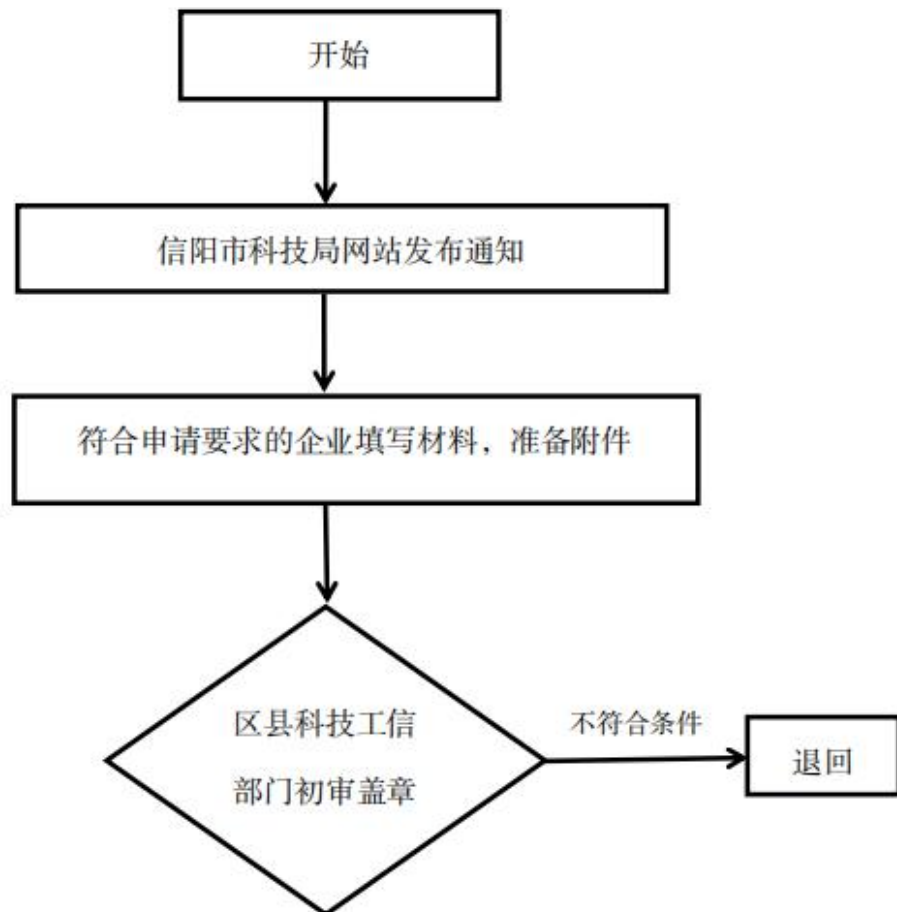 开始
信阳市科技局网站发布通知
符合申请要求的企业填写材料，准备附件
区县科技工信
部门初审盖章
不符合条件
退回